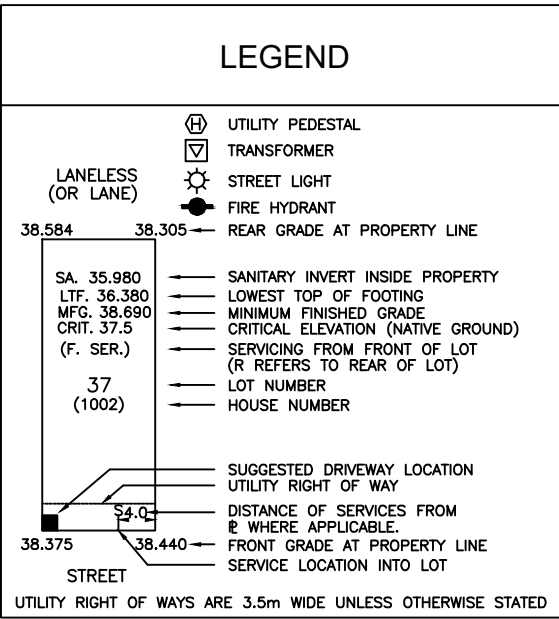 LEGEND
H UTILITY PEDESTAL
TRANSFORMER
LANELESS
(OR LANE)
STREET LIGHT
FIRE HYDRANT
38.584 38.305 REAR GRADE AT PROPERTY LINE
SA. 35.980 SANITARY INVERT INSIDE PROPERTY
LTF. 36.380 LOWEST TOP OF FOOTING
MFG. 38.690 MINIMUM FINISHED GRADE
CRIT. 37.5 CRITICAL ELEVATION (NATIVE GROUND)
(F. SER.) SERVICING FROM FRONT OF LOT
(R REFERS TO REAR OF LOT)
37 LOT NUMBER
(1002) HOUSE NUMBER
SUGGESTED DRIVEWAY LOCATION
UTILITY RIGHT OF WAY
S4.0 DISTANCE OF SERVICES FROM
⅊ WHERE APPLICABLE.
38.375 38.440 FRONT GRADE AT PROPERTY LINE
SERVICE LOCATION INTO LOT
STREET
UTILITY RIGHT OF WAYS ARE 3.5m WIDE UNLESS OTHERWISE STATED